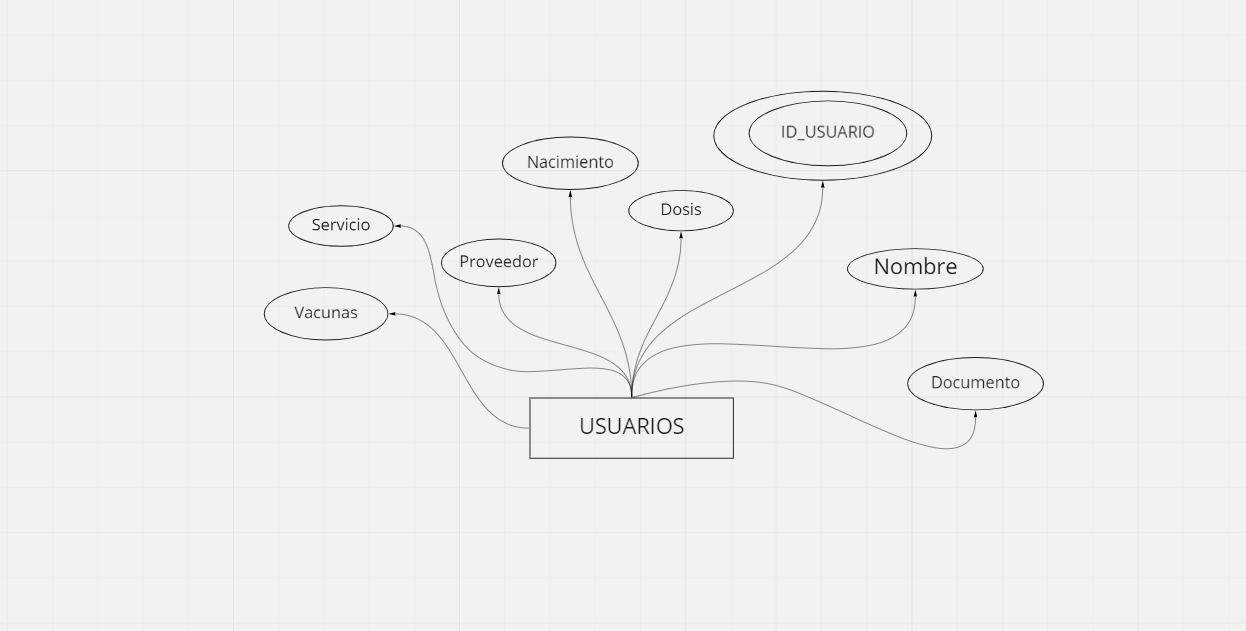 ID_USUARIO
Nacimiento
Dosis
Servicio
Proveedor
Nombre
Vacunas
Documento
USUARIOS